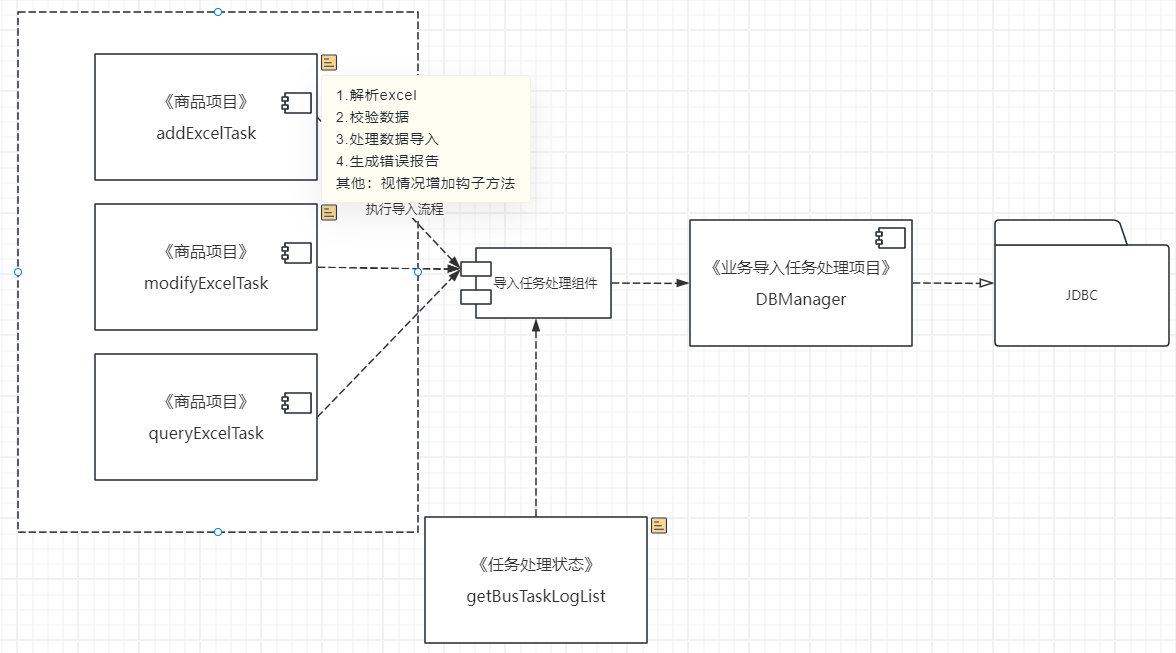 《商品项目》
addExcelTask
1.解析excel
2.校验数据
3.处理数据导入
4.生成错误报告
其他：视情况增加钩子方法
执行导入流程
《商品项目》
modifyExcelTask
导入任务处理组件
《业务导入任务处理项目》
DBManager
JDBC
《商品项目》
queryExcelTask
《任务处理状态》
getBusTaskLogList